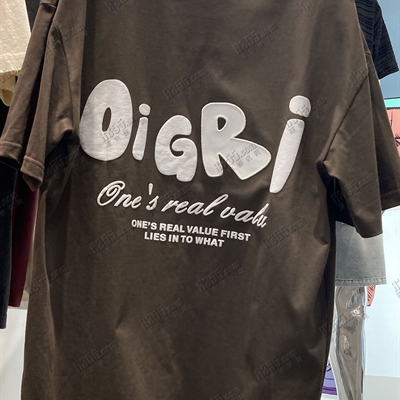 OiGRi
One's real valu
ONE'S REAL VALUE FIRST
LIES IN TO WHAT